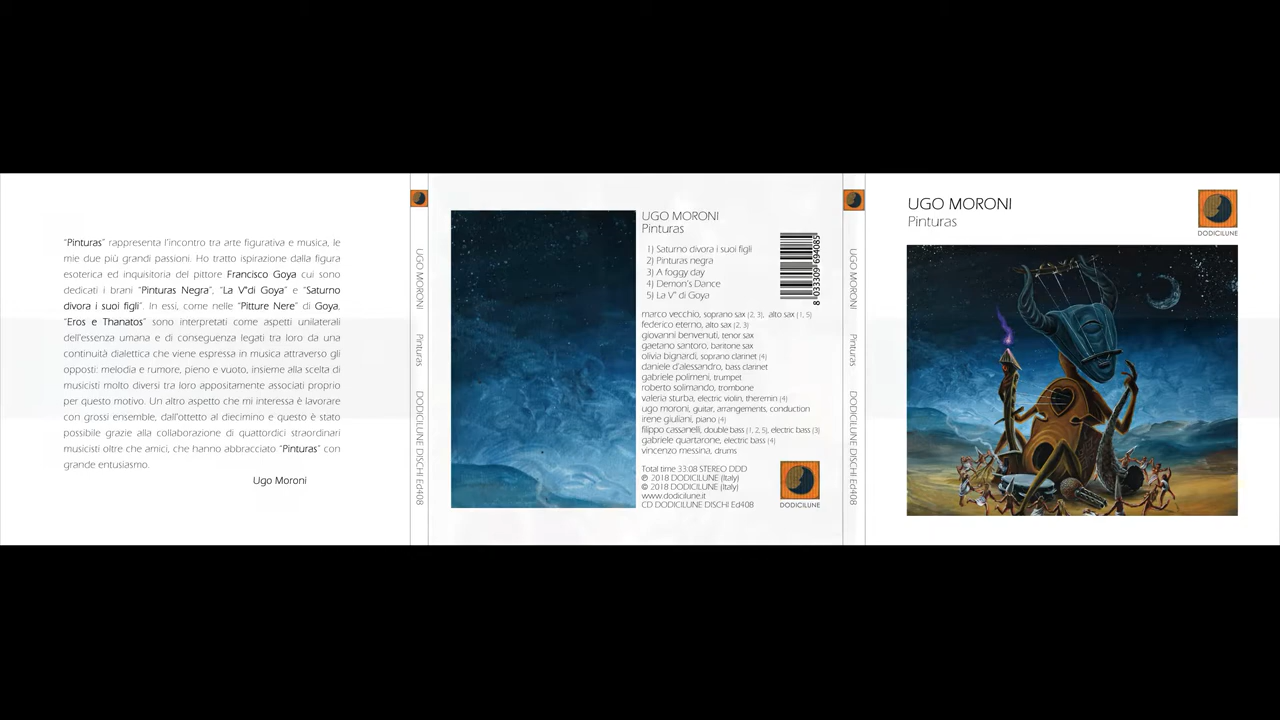 “Pinturas” rappresenta l’incontro tra arte figurativa e musica, le
mie due più grandi passioni. Ho tratto ispirazione dalla figura
esoterica ed inquisitoria del pittore Francisco Goya cui sono
dedicati i brani “Pinturas Negra”, “La V”di Goya” e “Saturno
divora i suoi figli”. In essi, come nelle “Pitture Nere” di Goya,
“Eros e Thanatos” sono interpretati come aspetti unilaterali
dell’essenza umana e di conseguenza legati tra loro da una
continuità dialettica che viene espressa in musica attraverso gli
opposti: melodia e rumore, pieno e vuoto, insieme alla scelta di
musicisti molto diversi tra loro appositamente associati proprio
per questo motivo. Un altro aspetto che mi interessa è lavorare
con grossi ensemble, dall’ottetto al diecimino e questo è stato
possibile grazie alla collaborazione di quattordici straordinari
musicisti oltre che amici, che hanno abbracciato “Pinturas” con
grande entusiasmo.
Ugo Moroni
UGO MORONI
Pinturas
DODICILUNE DISCHI Ed408
UGO MORONI
Pinturas
1) Saturno divora i suoi figli
2) Pinturas negra
3) A foggy day
4) Demon's Dance
5) La V” di Goya
8 033309 694085
marco vecchio, soprano sax (2, 3), alto sax (1, 5)
federico eterno, alto sax (2, 3)
giovanni benvenuti, tenor sax
gaetano santoro, baritone sax
olivia bignardi, soprano clarinet (4)
daniele d'alessandro, bass clarinet
gabriele polimeni, trumpet
roberto solimando, trombone
valeria sturba, electric violin, theremin (4)
ugo moroni, guitar, arrangements, conduction
irene giuliani, piano (4)
filippo cassanelli, double bass (1, 2, 5), electric bass (3)
gabriele quartarone, electric bass (4)
vincenzo messina, drums
Total time 33:08 STEREO DDD
℗ 2018 DODICILUNE (Italy)
© 2018 DODICILUNE (Italy)
www.dodicilune.it
CD DODICILUNE DISCHI Ed408
DODICILUNE
UGO MORONI
Pinturas
DODICILUNE DISCHI Ed408
UGO MORONI
Pinturas
DODICILUNE